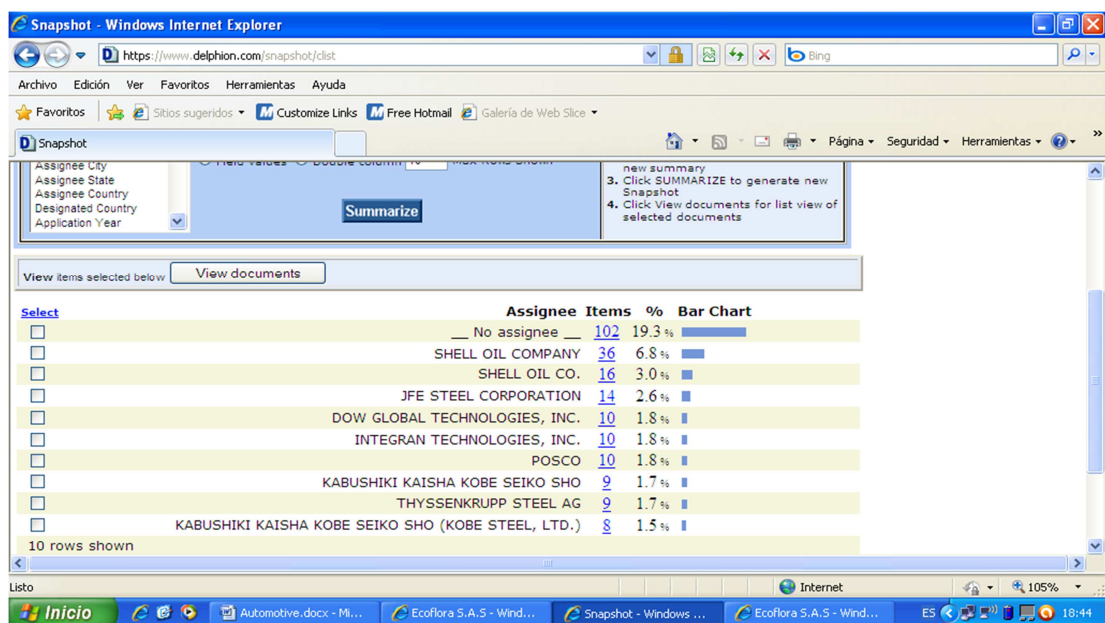 Snapshot - Windows Internet Explorer
https://www.delphion.com/snapshot/clist
Bing
Archivo Edición Ver Favoritos Herramientas Ayuda
Favoritos Sitios sugeridos Customize Links Free Hotmail Galería de Web Slice
Snapshot Página Seguridad Herramientas »
Assignee City
Assignee State
Assignee Country
Designated Country
Application Year
Field values Double column Max Rows Shown
Summarize
new summary
3. Click SUMMARIZE to generate new
Snapshot
4. Click View documents for list view of
selected documents
View items selected below View documents
Select Assignee Items % Bar Chart
__ No assignee __ 102 19.3 %
SHELL OIL COMPANY 36 6.8 %
SHELL OIL CO. 16 3.0 %
JFE STEEL CORPORATION 14 2.6 %
DOW GLOBAL TECHNOLOGIES, INC. 10 1.8 %
INTEGRAN TECHNOLOGIES, INC. 10 1.8 %
POSCO 10 1.8 %
KABUSHIKI KAISHA KOBE SEIKO SHO 9 1.7 %
THYSSENKRUPP STEEL AG 9 1.7 %
KABUSHIKI KAISHA KOBE SEIKO SHO (KOBE STEEL, LTD.) 8 1.5 %
10 rows shown
Listo Internet 105%
Inicio Automotive.docx - Mi... Ecoflora S.A.S - Wind... Snapshot - Windows ... Ecoflora S.A.S - Wind... ES 18:44